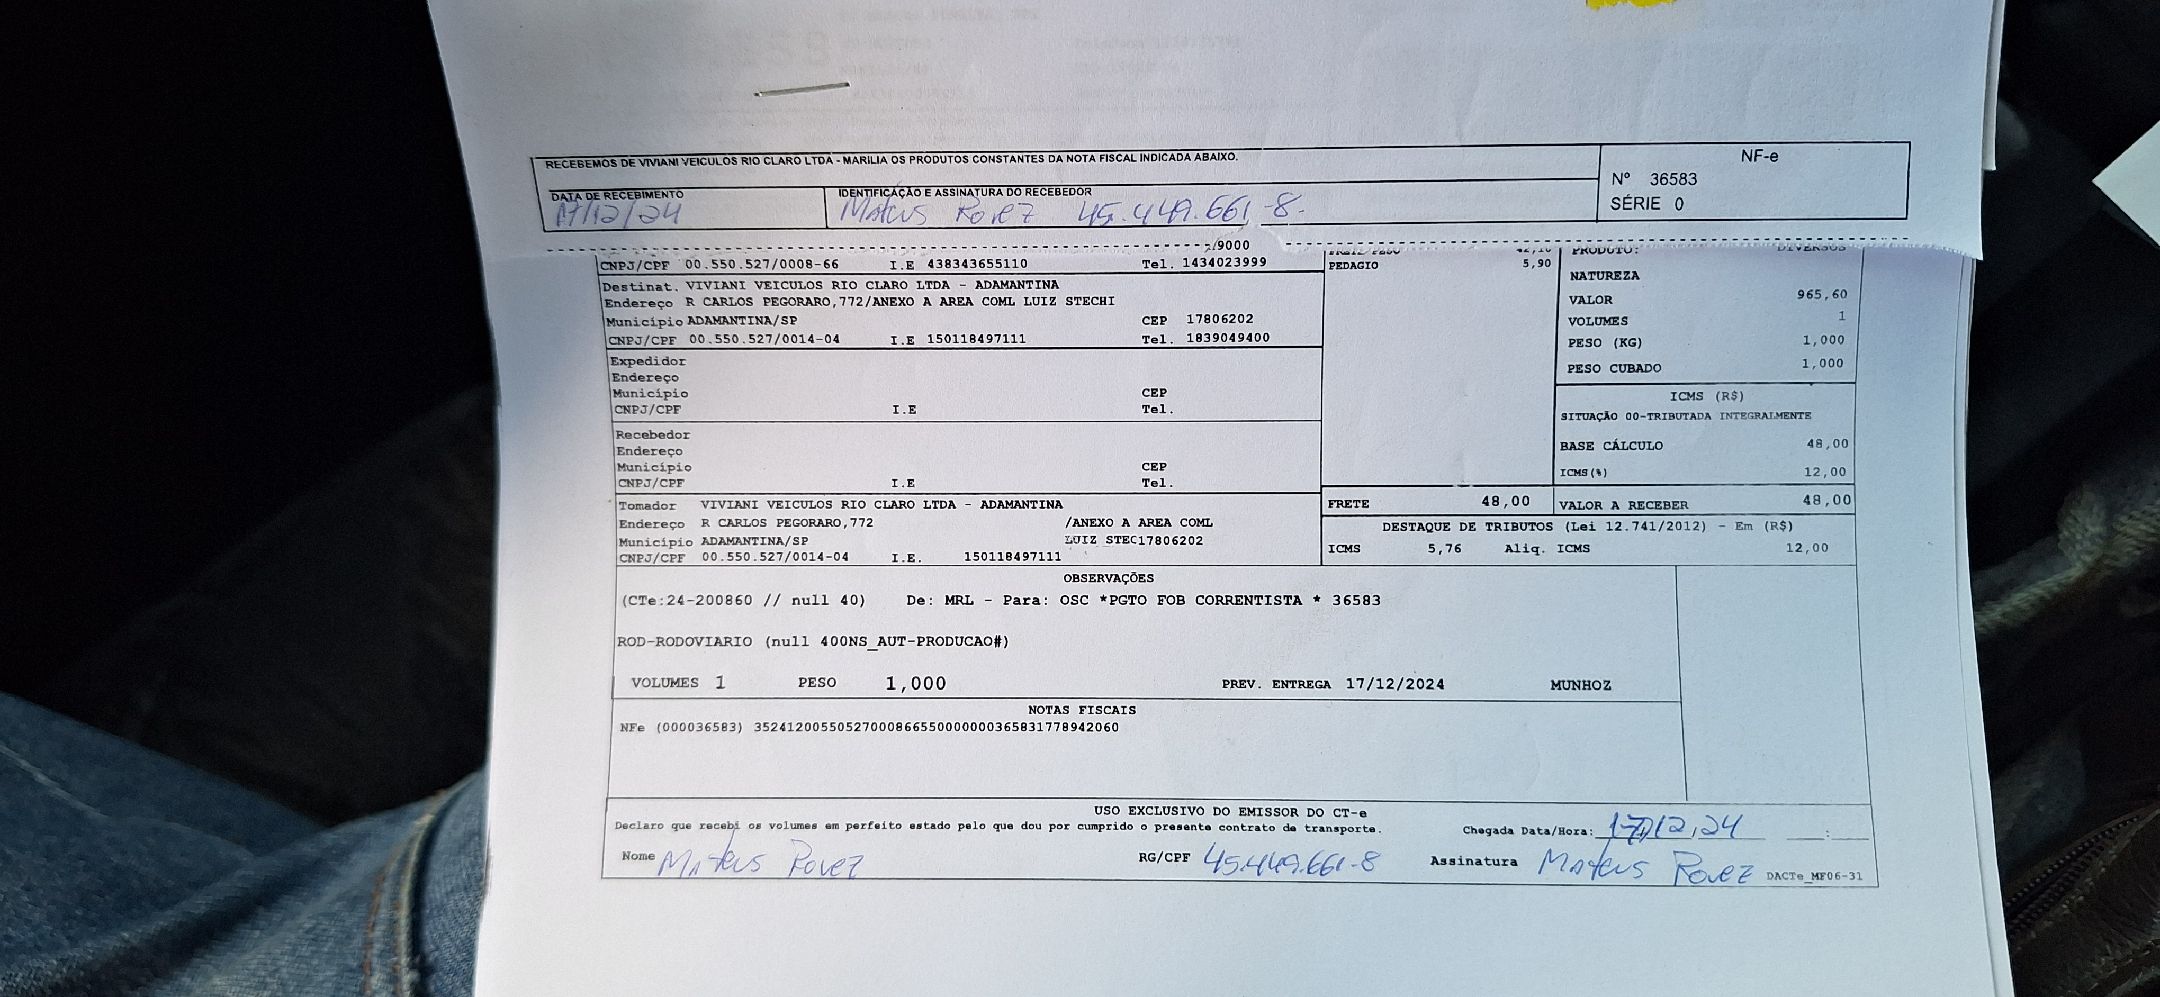 RECEBEMOS DE VIVIANI VEICULOS RIO CLARO LTDA - MARILIA OS PRODUTOS CONSTANTES DA NOTA FISCAL INDICADA ABAIXO.
NF-e
Nº 36583
SÉRIE 0
DATA DE RECEBIMENTO
17/12/24
IDENTIFICAÇÃO E ASSINATURA DO RECEBEDOR
Mateus Rovez 45.449.661-8
/9000
CNPJ/CPF 00.550.527/0008-66 I.E 438343655110 Tel. 1434023999
Destinat. VIVIANI VEICULOS RIO CLARO LTDA - ADAMANTINA
Endereço R CARLOS PEGORARO,772/ANEXO A AREA COML LUIZ STECHI
Município ADAMANTINA/SP CEP 17806202
CNPJ/CPF 00.550.527/0014-04 I.E 150118497111 Tel. 1839049400
Expedidor
Endereço
Município CEP
CNPJ/CPF I.E Tel.
Recebedor
Endereço
Município CEP
CNPJ/CPF I.E Tel.
Tomador VIVIANI VEICULOS RIO CLARO LTDA - ADAMANTINA
Endereço R CARLOS PEGORARO,772 /ANEXO A AREA COML
Município ADAMANTINA/SP LUIZ STEC17806202
CNPJ/CPF 00.550.527/0014-04 I.E. 150118497111
PEDAGIO 5,90
FRETE 48,00
PRODUTO: DIVERSOS
NATUREZA
VALOR 965,60
VOLUMES 1
PESO (KG) 1,000
PESO CUBADO 1,000
ICMS (R$)
SITUAÇÃO 00-TRIBUTADA INTEGRALMENTE
BASE CÁLCULO 48,00
ICMS(%) 12,00
VALOR A RECEBER 48,00
DESTAQUE DE TRIBUTOS (Lei 12.741/2012) - Em (R$)
ICMS 5,76 Aliq. ICMS 12,00
OBSERVAÇÕES
(CTe:24-200860 // null 40) De: MRL - Para: OSC *PGTO FOB CORRENTISTA * 36583
ROD-RODOVIARIO (null 400NS_AUT-PRODUCAO#)
VOLUMES 1 PESO 1,000 PREV. ENTREGA 17/12/2024 MUNHOZ
NOTAS FISCAIS
NFe (000036583) 35241200550527000866550000000365831778942060
USO EXCLUSIVO DO EMISSOR DO CT-e
Declaro que recebi os volumes em perfeito estado pelo que dou por cumprido o presente contrato de transporte.
Chegada Data/Hora: 17,12,24 __:__
Nome Mateus Rovez RG/CPF 45.449.661-8 Assinatura Mateus Rovez DACTe_MF06-31